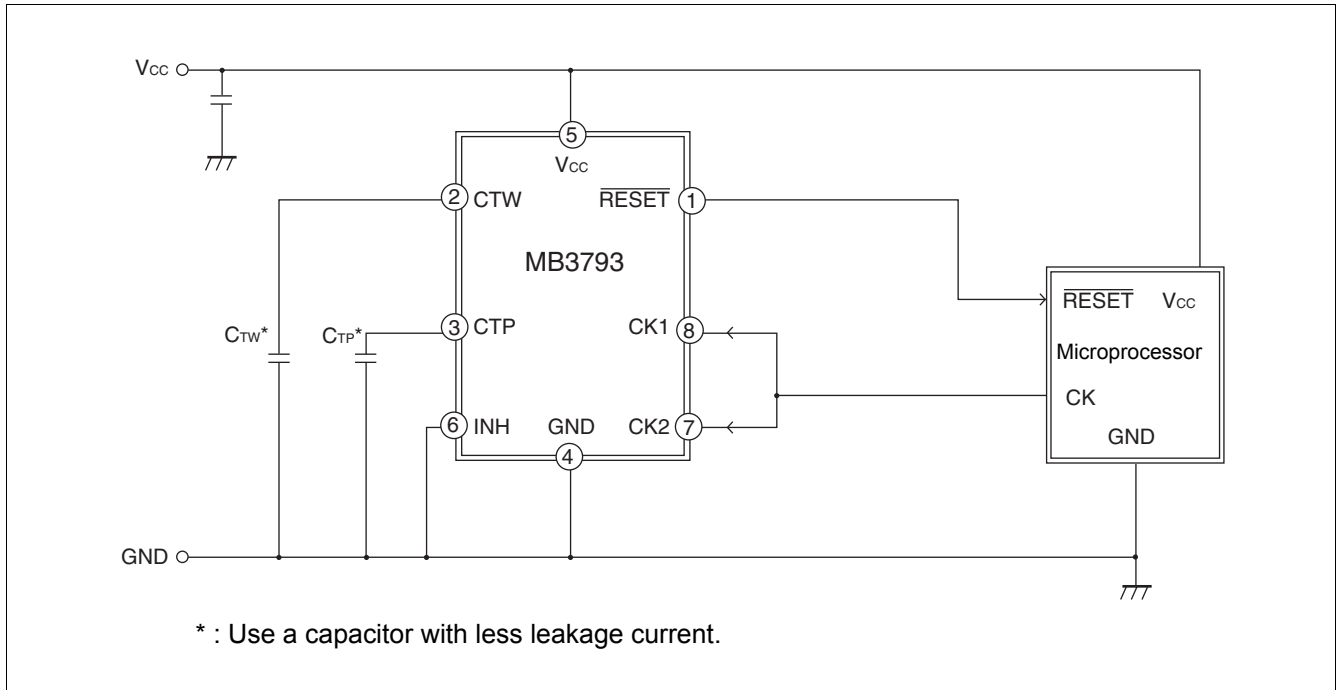 Vcc
5
Vcc
2 CTW
RESET 1
MB3793
RESET Vcc
CTW*
CTP*
3 CTP
CK1 8
Microprocessor
CK
6 INH
GND
CK2 7
GND
4
GND
* : Use a capacitor with less leakage current.